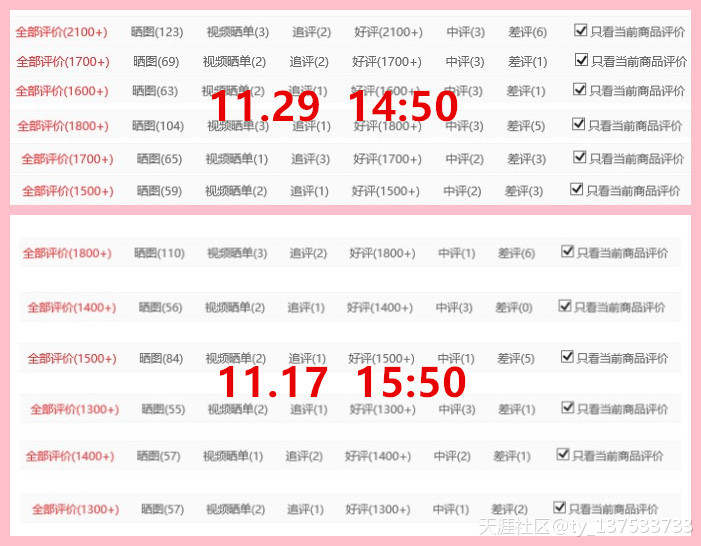 全部评价(2100+) 晒图(123) 视频晒单(3) 追评(2) 好评(2100+) 中评(3) 差评(6) 只看当前商品评价
全部评价(1700+) 晒图(69) 视频晒单(2) 追评(2) 好评(1700+) 中评(3) 差评(1) 只看当前商品评价
全部评价(1600+) 晒图(63) 视频晒单(2) 追评(1) 好评(1600+) 中评(3) 差评(1) 只看当前商品评价
11.29 14:50
全部评价(1800+) 晒图(104) 视频晒单(3) 追评(1) 好评(1800+) 中评(3) 差评(5) 只看当前商品评价
全部评价(1700+) 晒图(65) 视频晒单(1) 追评(3) 好评(1700+) 中评(2) 差评(3) 只看当前商品评价
全部评价(1500+) 晒图(59) 视频晒单(2) 追评(1) 好评(1500+) 中评(2) 差评(3) 只看当前商品评价
全部评价(1800+) 晒图(110) 视频晒单(3) 追评(2) 好评(1800+) 中评(1) 差评(6) 只看当前商品评价
全部评价(1400+) 晒图(56) 视频晒单(2) 追评(1) 好评(1400+) 中评(3) 差评(0) 只看当前商品评价
全部评价(1500+) 晒图(84) 视频晒单(2) 追评(1) 好评(1500+) 中评(1) 差评(5) 只看当前商品评价
11.17 15:50
全部评价(1300+) 晒图(55) 视频晒单(2) 追评(1) 好评(1300+) 中评(3) 差评(1) 只看当前商品评价
全部评价(1400+) 晒图(57) 视频晒单(1) 追评(2) 好评(1400+) 中评(2) 差评(1) 只看当前商品评价
全部评价(1300+) 晒图(57) 视频晒单(2) 追评(1) 好评(1300+) 中评(1) 差评(2) 只看当前商品评价
天涯社区@ty_137533733